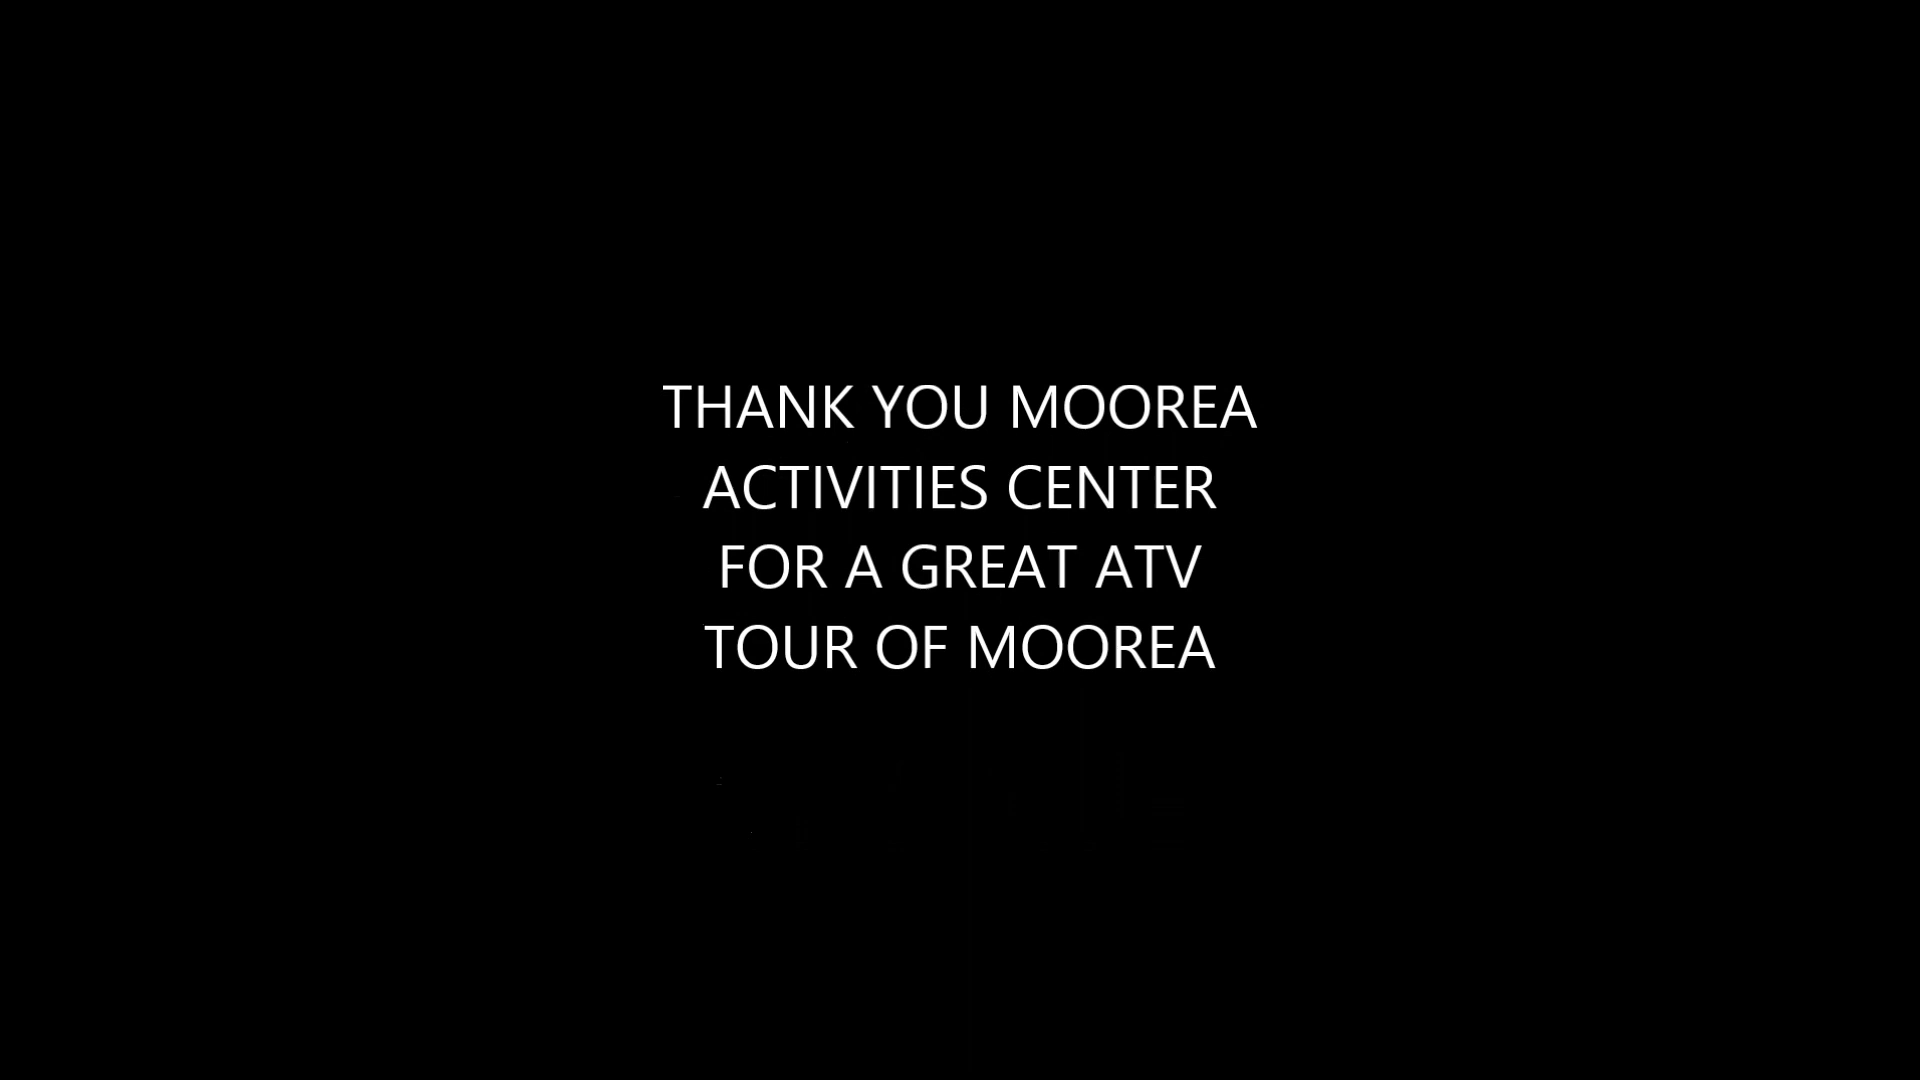 THANK YOU MOOREA
ACTIVITIES CENTER
FOR A GREAT ATV
TOUR OF MOOREA